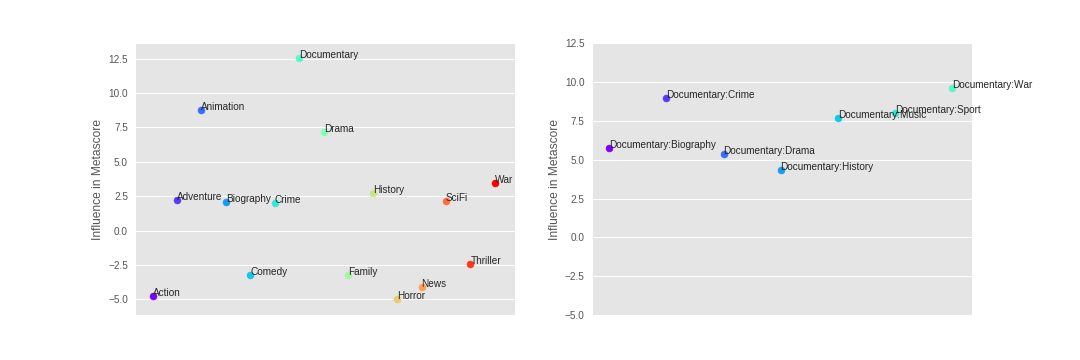 Influence in Metascore
12.5
10.0
7.5
5.0
2.5
0.0
−2.5
−5.0
Documentary
Animation
Drama
History
War
Adventure
Biography
Crime
SciFi
Comedy
Family
Thriller
News
Action
Horror
Influence in Metascore
12.5
10.0
7.5
5.0
2.5
0.0
−2.5
−5.0
Documentary:War
Documentary:Crime
Documentary:Sport
Documentary:Music
Documentary:Biography
Documentary:Drama
Documentary:History